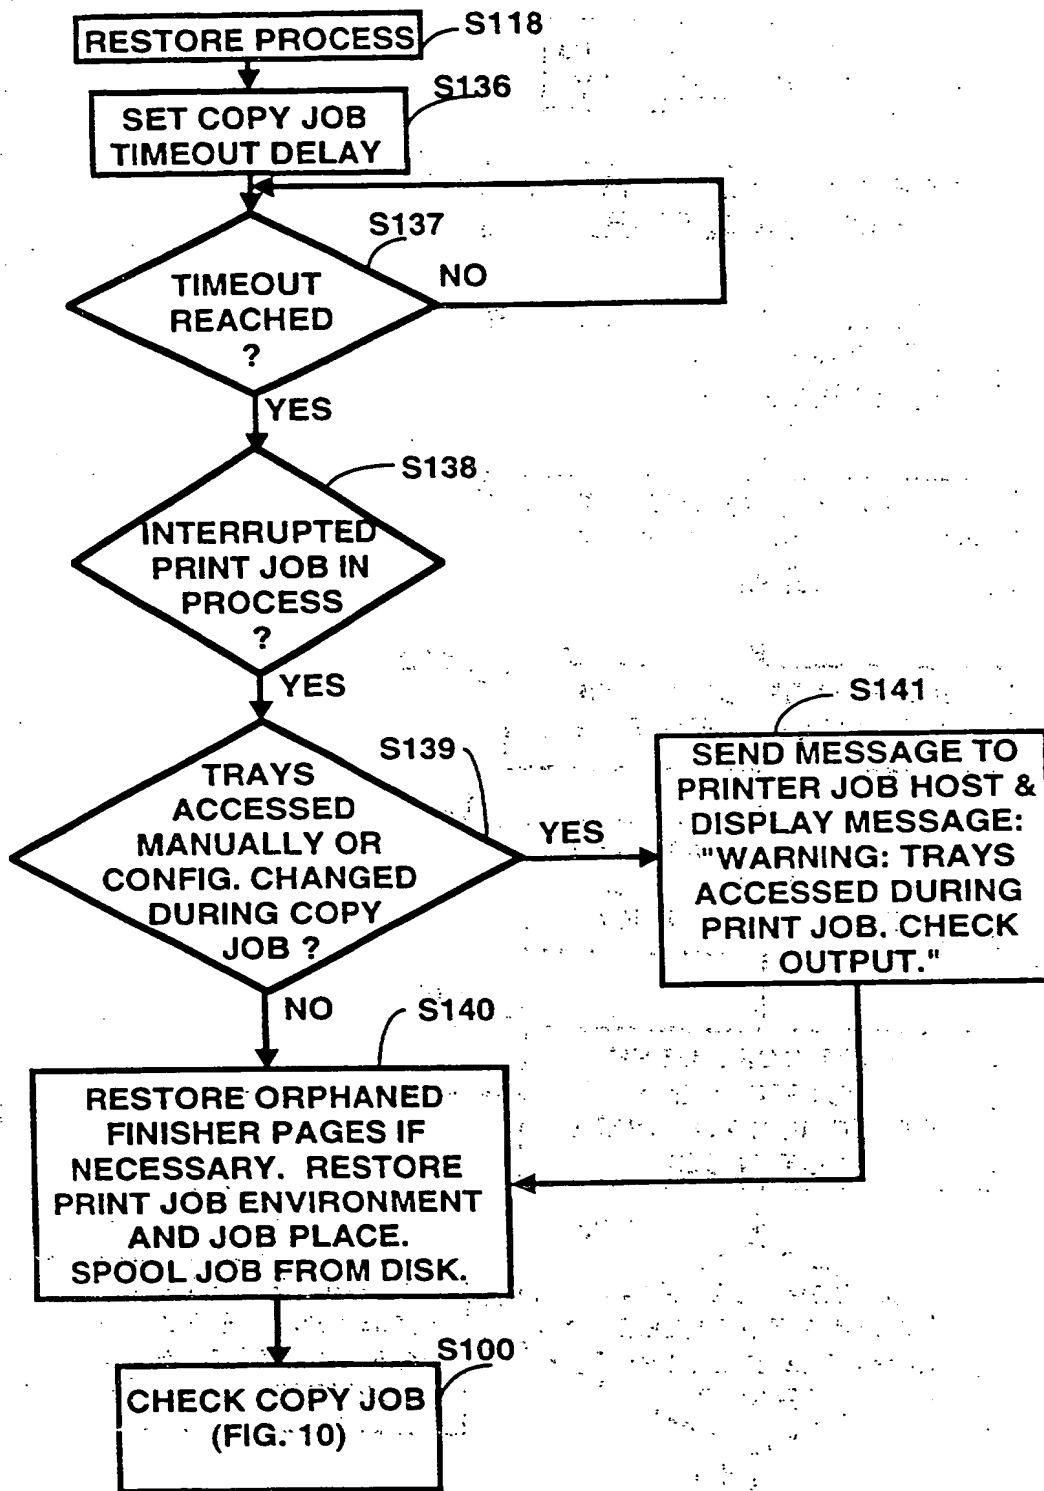 RESTORE PROCESS
S118
S136
SET COPY JOB
TIMEOUT DELAY
S137
TIMEOUT
REACHED
?
NO
YES
S138
INTERRUPTED
PRINT JOB IN
PROCESS
?
YES
S139
TRAYS
ACCESSED
MANUALLY OR
CONFIG. CHANGED
DURING COPY
JOB ?
YES
S141
SEND MESSAGE TO
PRINTER JOB HOST &
DISPLAY MESSAGE:
"WARNING: TRAYS
ACCESSED DURING
PRINT JOB. CHECK
OUTPUT."
NO
S140
RESTORE ORPHANED
FINISHER PAGES IF
NECESSARY. RESTORE
PRINT JOB ENVIRONMENT
AND JOB PLACE.
SPOOL JOB FROM DISK.
S100
CHECK COPY JOB
(FIG. 10)